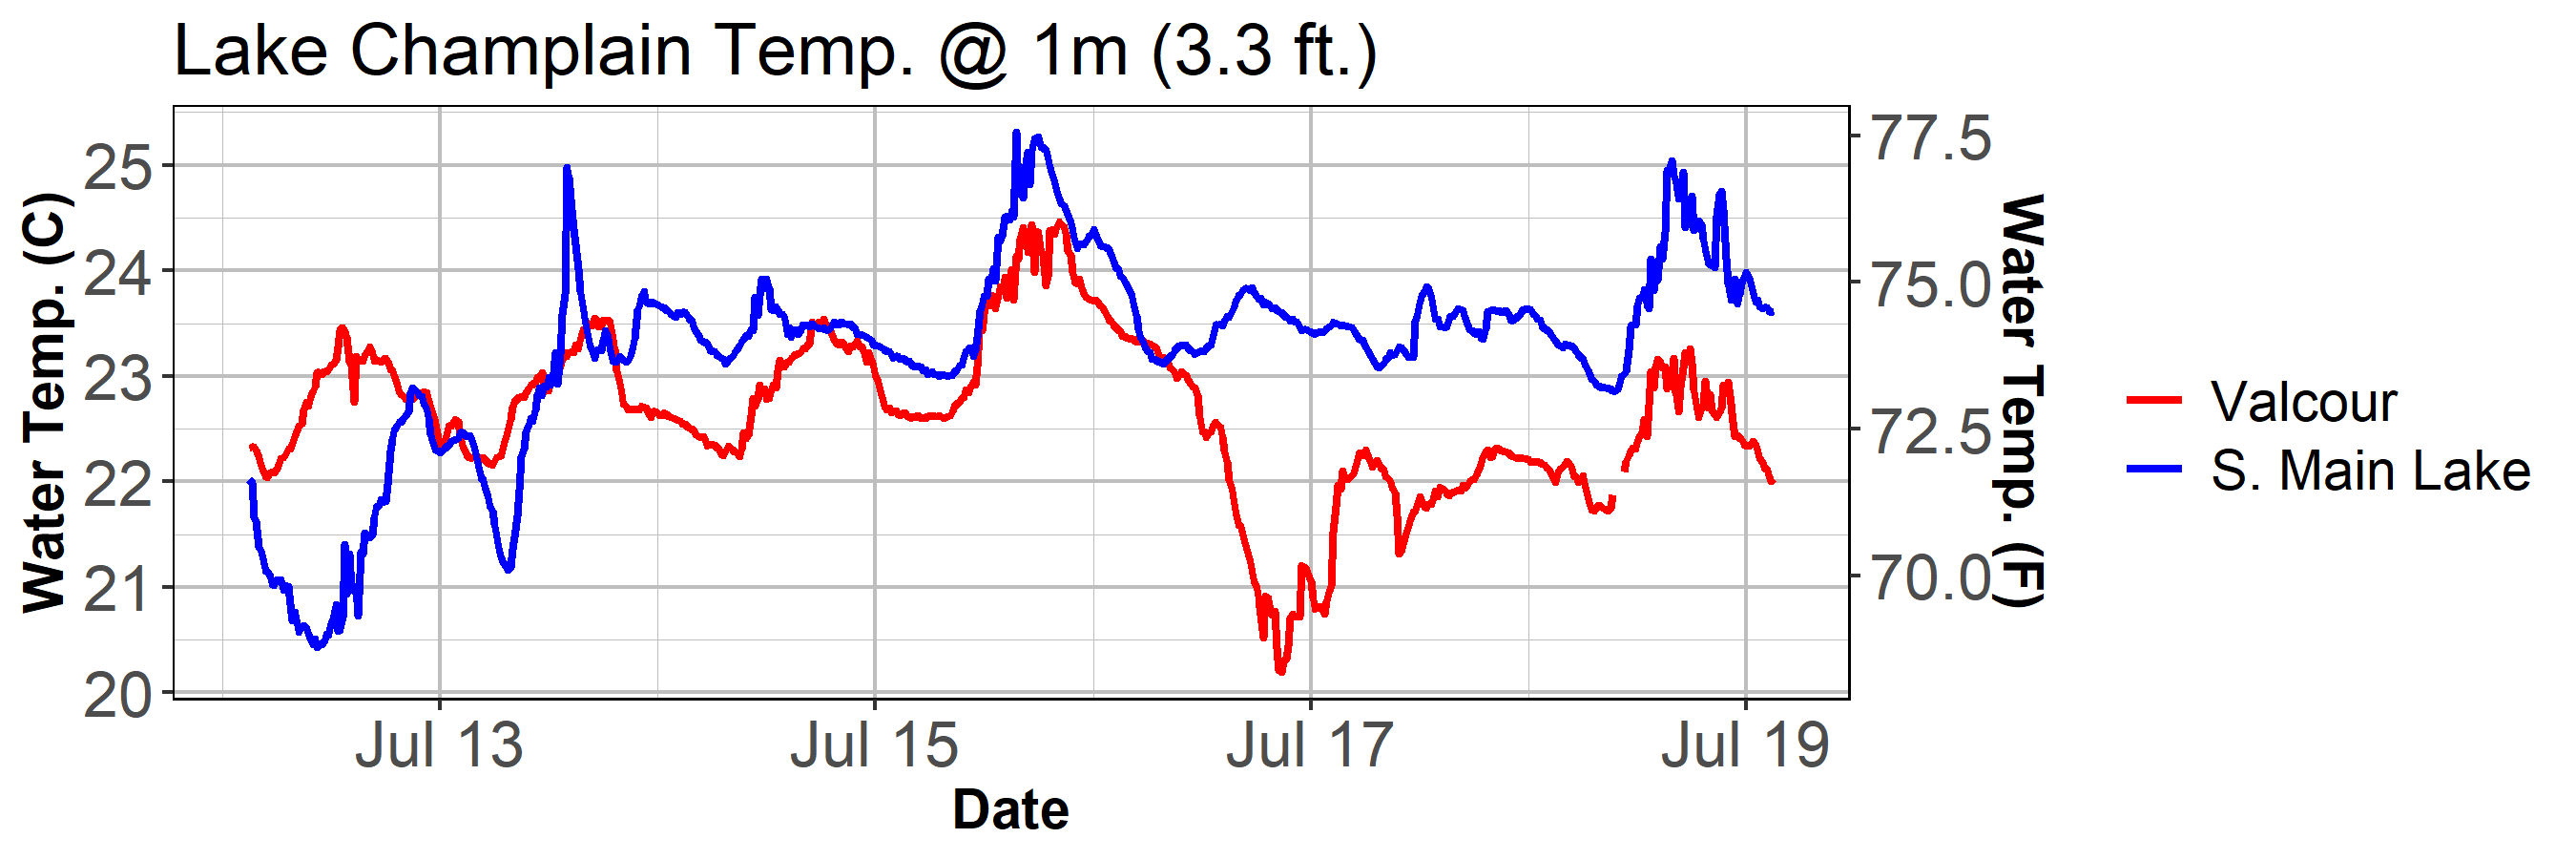 Lake Champlain Temp. @ 1m (3.3 ft.)
Water Temp. (C)
25
24
23
22
21
20
77.5
75.0
72.5
70.0
Water Temp. (F)
Jul 13
Jul 15
Jul 17
Jul 19
Date
Valcour
S. Main Lake